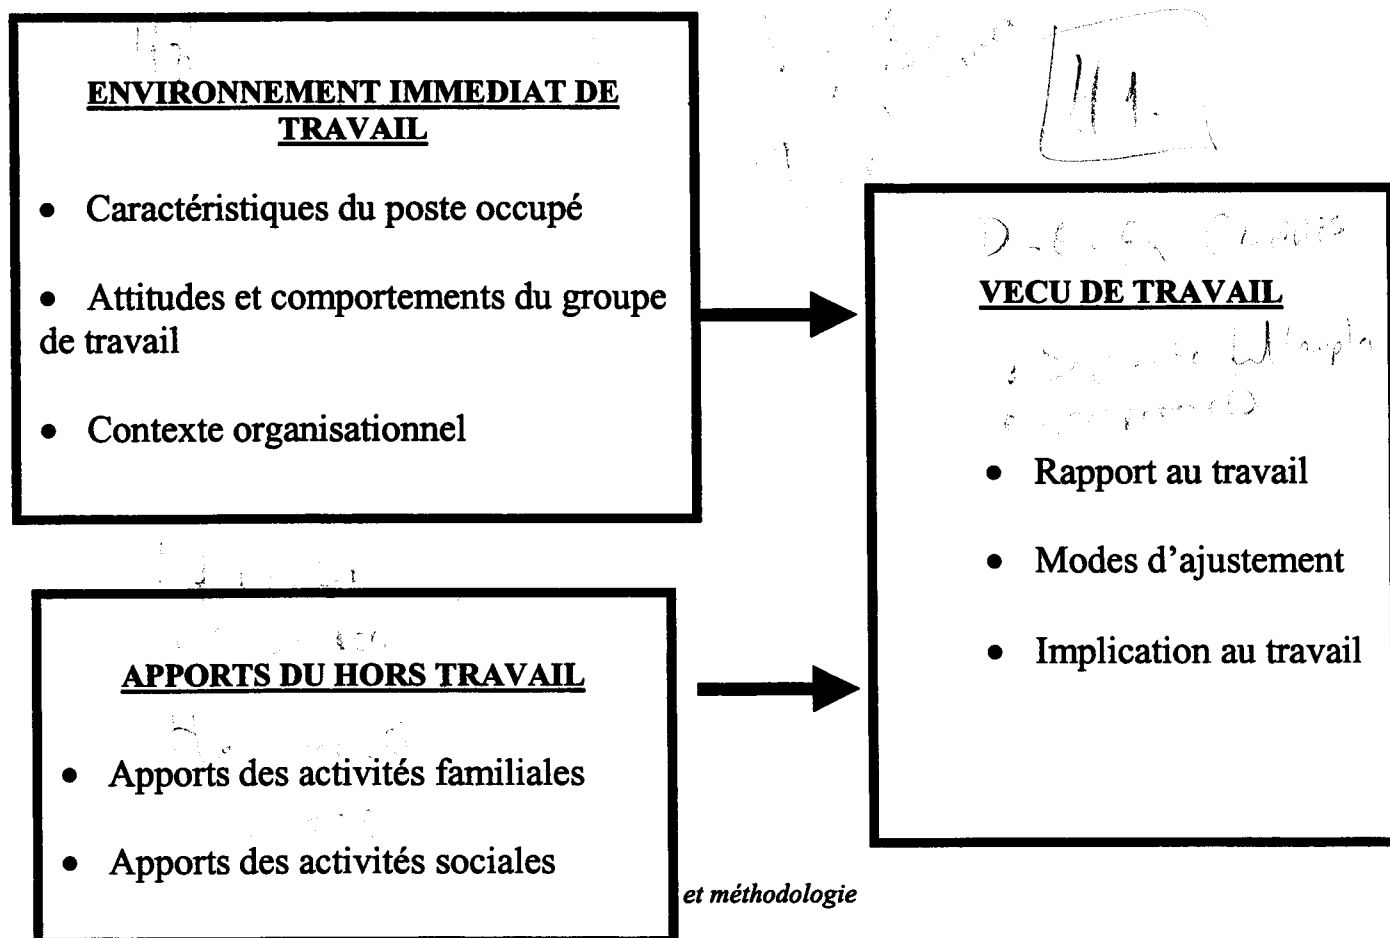 ENVIRONNEMENT IMMEDIAT DE
TRAVAIL
• Caractéristiques du poste occupé
• Attitudes et comportements du groupe
de travail
• Contexte organisationnel
H1.
VECU DE TRAVAIL
• Rapport au travail
• Modes d'ajustement
• Implication au travail
APPORTS DU HORS TRAVAIL
• Apports des activités familiales
• Apports des activités sociales
et méthodologie